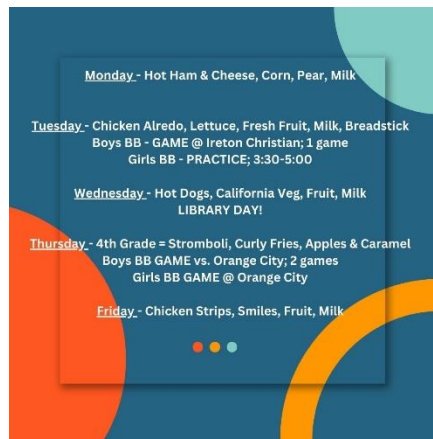 Monday - Hot Ham & Cheese, Corn, Pear, Milk
Tuesday - Chicken Alredo, Lettuce, Fresh Fruit, Milk, Breadstick
Boys BB - GAME @ Ireton Christian; 1 game
Girls BB - PRACTICE; 3:30-5:00
Wednesday - Hot Dogs, California Veg, Fruit, Milk
LIBRARY DAY!
Thursday - 4th Grade = Stromboli, Curly Fries, Apples & Caramel
Boys BB GAME vs. Orange City; 2 games
Girls BB GAME @ Orange City
Friday - Chicken Strips, Smiles, Fruit, Milk